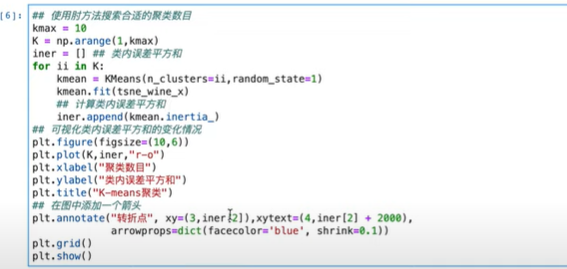 [6]: ## 使用肘方法搜索合适的聚类数目
kmax = 10
K = np.arange(1,kmax)
iner = [] ## 类内误差平方和
for ii in K:
    kmean = KMeans(n_clusters=ii,random_state=1)
    kmean.fit(tsne_wine_x)
    ## 计算类内误差平方和
    iner.append(kmean.inertia_)
## 可视化类内误差平方和的变化情况
plt.figure(figsize=(10,6))
plt.plot(K,iner,"r-o")
plt.xlabel("聚类数目")
plt.ylabel("类内误差平方和")
plt.title("K-means聚类")
## 在图中添加一个箭头
plt.annotate("转折点", xy=(3,iner[2]),xytext=(4,iner[2] + 2000),
            arrowprops=dict(facecolor='blue', shrink=0.1))
plt.grid()
plt.show()